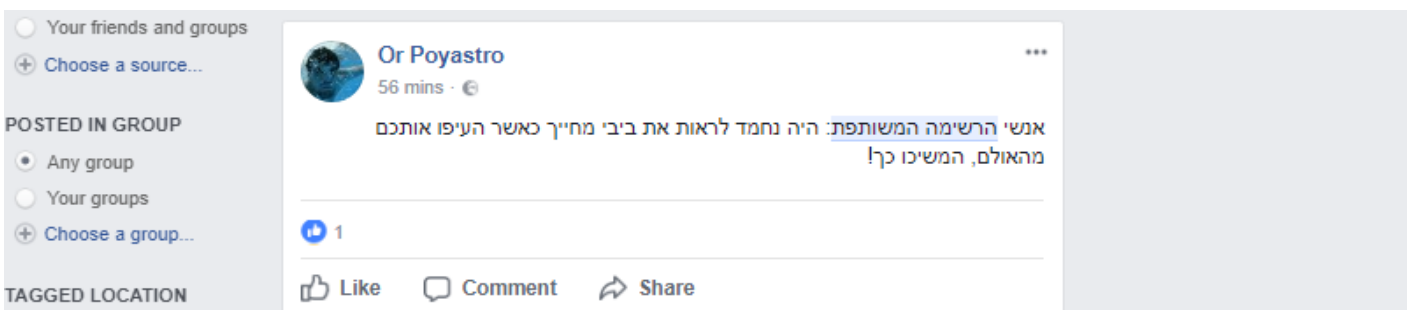 Your friends and groups
Choose a source...
POSTED IN GROUP
Any group
Your groups
Choose a group...
TAGGED LOCATION
Or Poyastro
56 mins ·
אנשי הרשימה המשותפת: היה נחמד לראות את ביבי מחייך כאשר העיפו אותכם
מהאולם, המשיכו כך!
1
Like Comment Share